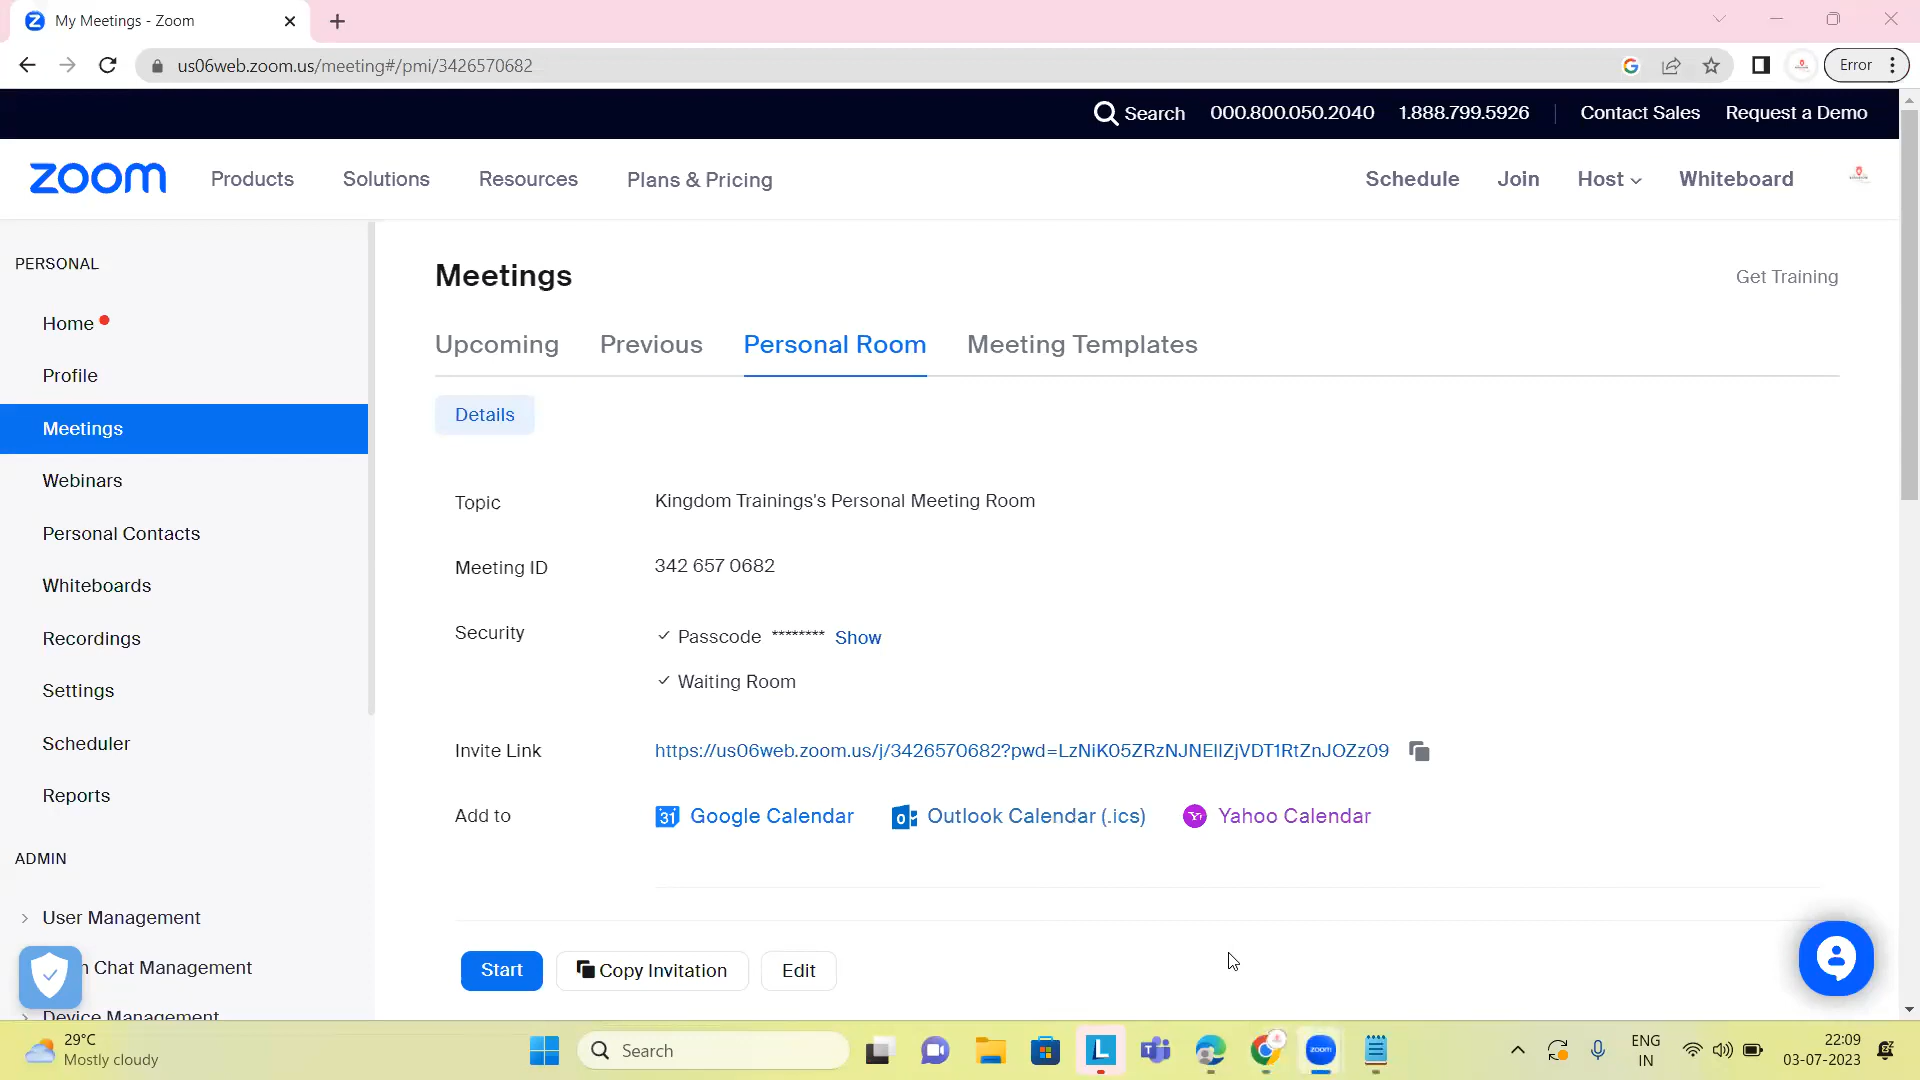 My Meetings - Zoom
us06web.zoom.us/meeting#/pmi/3426570682
Error
Search 000.800.050.2040 1.888.799.5926 Contact Sales Request a Demo
zoom Products Solutions Resources Plans & Pricing Schedule Join Host Whiteboard
PERSONAL
Home
Profile
Meetings
Webinars
Personal Contacts
Whiteboards
Recordings
Settings
Scheduler
Reports
ADMIN
User Management
Chat Management
Device Management
Meetings
Get Training
Upcoming Previous Personal Room Meeting Templates
Details
Topic Kingdom Trainings's Personal Meeting Room
Meeting ID 342 657 0682
Security Passcode ******** Show
Waiting Room
Invite Link https://us06web.zoom.us/j/3426570682?pwd=LzNiK05ZRzNJNEllZjVDT1RtZnJOZz09
Add to 31 Google Calendar Outlook Calendar (.ics) Yahoo Calendar
Start Copy Invitation Edit
29°C
Mostly cloudy
Search
zoom
ENG
IN
22:09
03-07-2023